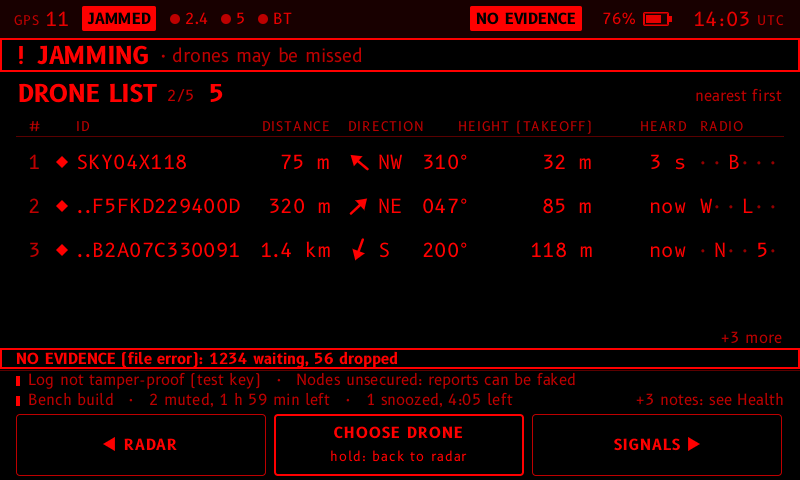 GPS 11 JAMMED 2.4 5 BT NO EVIDENCE 76% 14:03 UTC
! JAMMING · drones may be missed
DRONE LIST 2/5 5 nearest first
# ID DISTANCE DIRECTION HEIGHT (TAKEOFF) HEARD RADIO
1 ◆ SKY04X118 75 m ↖ NW 310° 32 m 3 s ··B···
2 ◆ ..F5FKD229400D 320 m ↗ NE 047° 85 m now W··L··
3 ◆ ..B2A07C330091 1.4 km ↙ S 200° 118 m now ·N··5·
+3 more
NO EVIDENCE (file error): 1234 waiting, 56 dropped
Log not tamper-proof (test key) · Nodes unsecured: reports can be faked
Bench build · 2 muted, 1 h 59 min left · 1 snoozed, 4:05 left +3 notes: see Health
◀ RADAR
CHOOSE DRONE
hold: back to radar
SIGNALS ▶